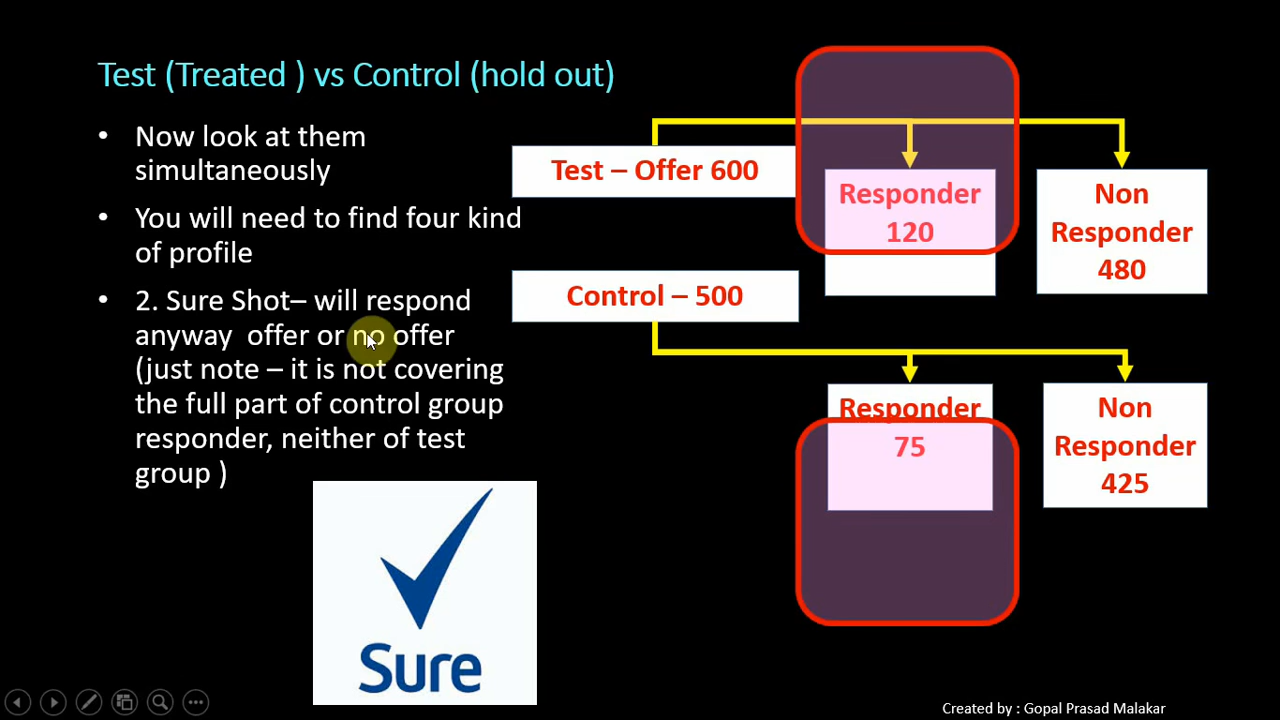 Test (Treated ) vs Control (hold out)
• Now look at them
simultaneously
• You will need to find four kind
of profile
• 2. Sure Shot– will respond
anyway  offer or no offer
(just note – it is not covering
the full part of control group
responder, neither of test
group )
Sure
Test – Offer 600
Responder
120
Non
Responder
480
Control – 500
Responder
75
Non
Responder
425
Created by : Gopal Prasad Malakar